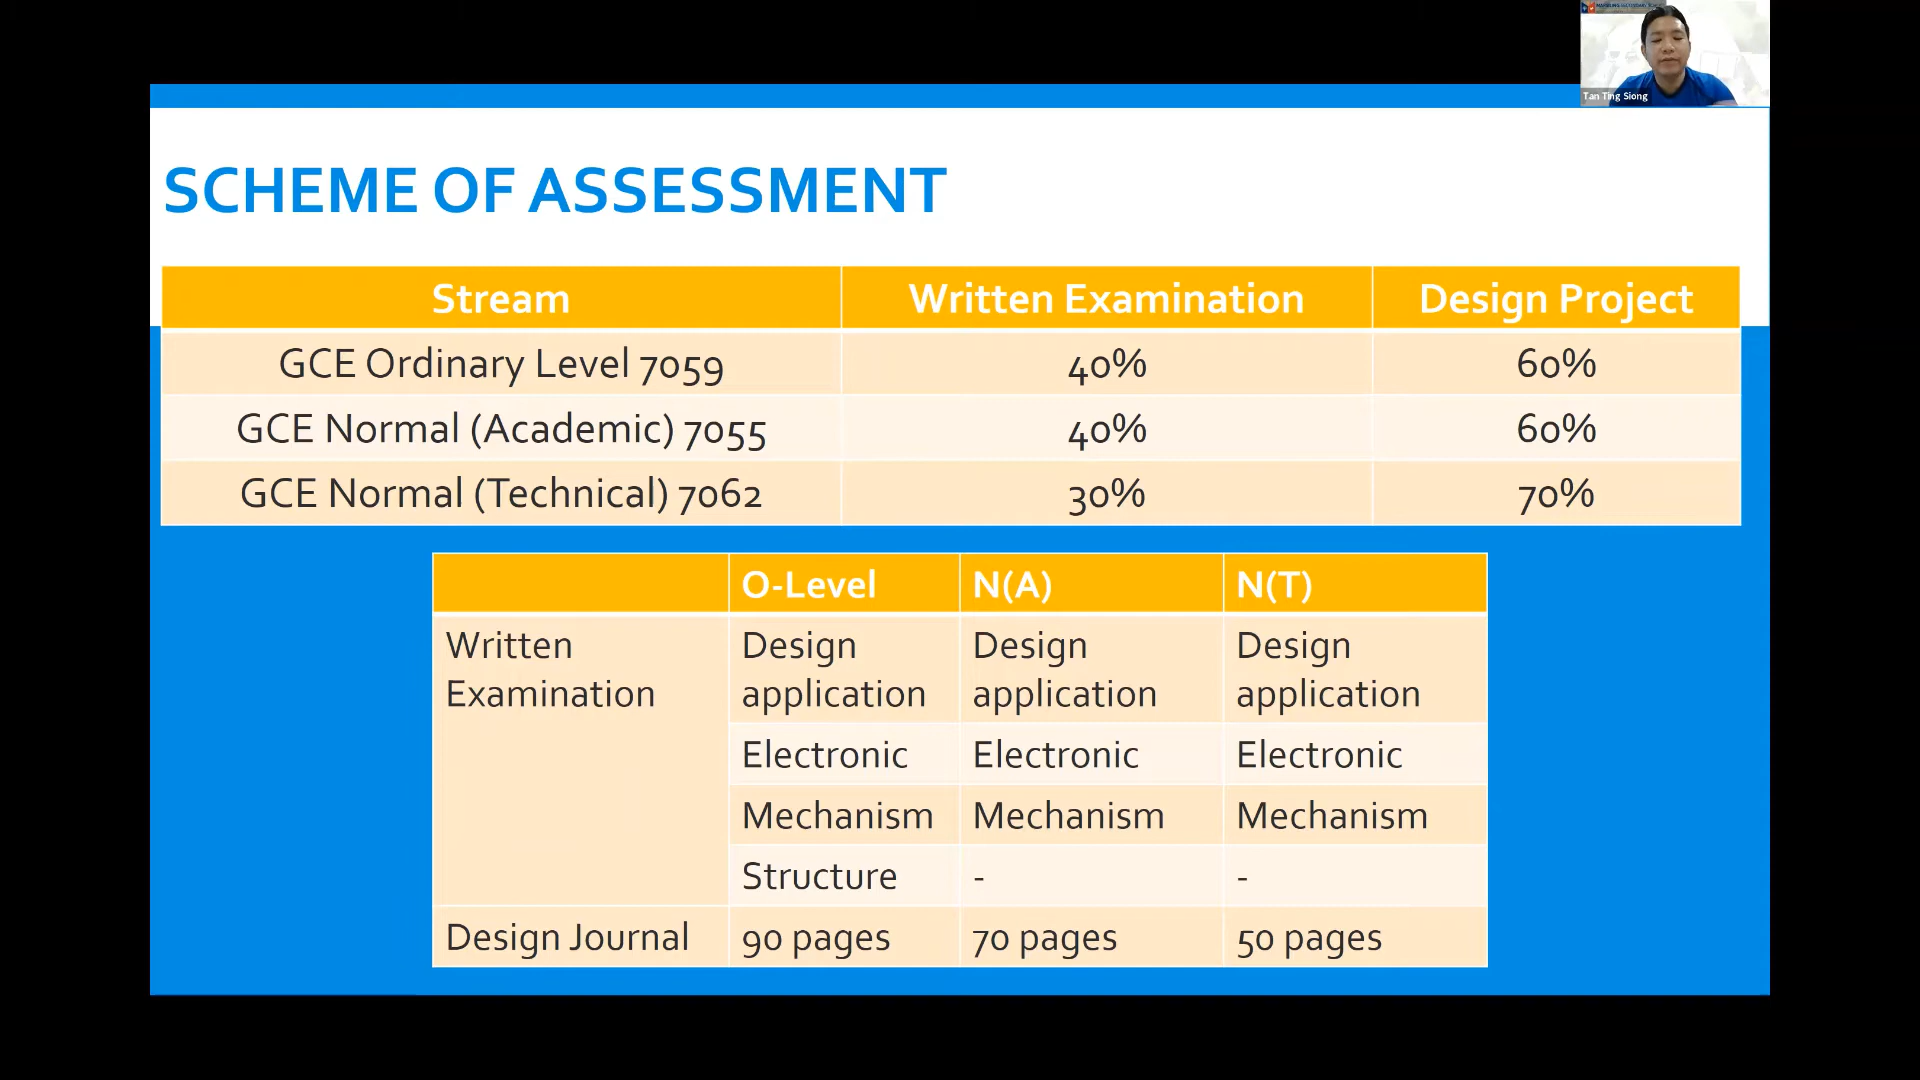 Tan Ting Siong
SCHEME OF ASSESSMENT
Stream Written Examination Design Project
GCE Ordinary Level 7059 40% 60%
GCE Normal (Academic) 7055 40% 60%
GCE Normal (Technical) 7062 30% 70%
O-Level N(A) N(T)
Written Design Design Design
Examination application application application
Electronic Electronic Electronic
Mechanism Mechanism Mechanism
Structure - -
Design Journal 90 pages 70 pages 50 pages